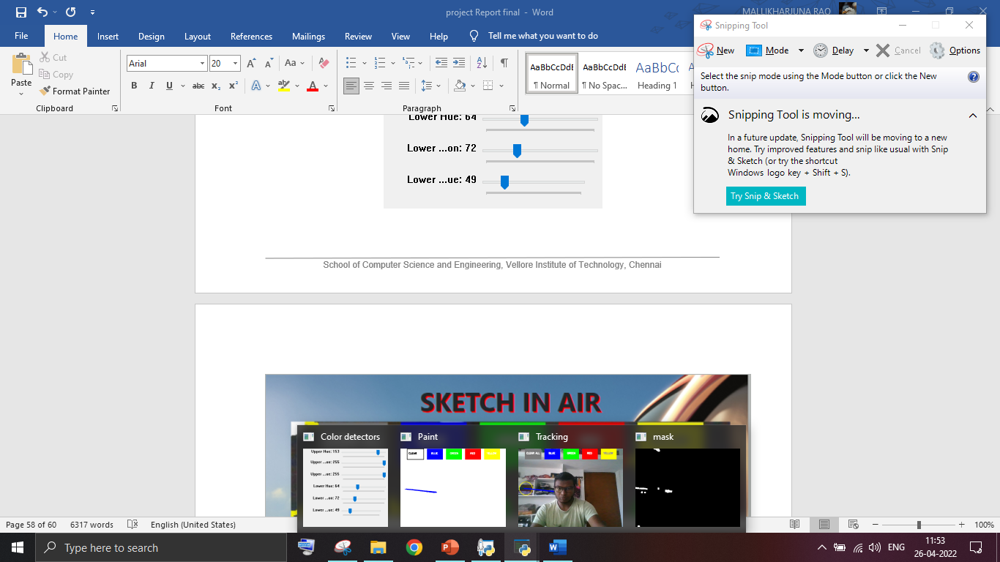 project Report final - Word
MALLIKHARJUNA RAO
File Home Insert Design Layout References Mailings Review View Help Tell me what you want to do
Paste
Cut
Copy
Format Painter
Clipboard
Arial 20
Aa
B I U abc x₂ x² A ab A
Font
Paragraph
AaBbCcDdE AaBbCcDdE AaBbCc
¶ Normal ¶ No Spac... Heading 1
Snipping Tool
New Mode Delay Cancel Options
Select the snip mode using the Mode button or click the New
button.
Snipping Tool is moving...
In a future update, Snipping Tool will be moving to a new
home. Try improved features and snip like usual with Snip
& Sketch (or try the shortcut
Windows logo key + Shift + S).
Try Snip & Sketch
Lower Hue: 64
Lower ...on: 72
Lower ...ue: 49
School of Computer Science and Engineering, Vellore Institute of Technology, Chennai
SKETCH IN AIR
Color detectors Paint Tracking mask
Upper Hue: 153
Upper ...ou: 255
Upper ...ue: 255
Lower Hue: 64
Lower ...on: 72
Lower ...ue: 49
CLEAR BLUE GREEN RED YELLOW
CLEAR ALL BLUE GREEN RED YELLOW
Page 58 of 60 6317 words English (United States) 100%
Type here to search
ENG
11:53
26-04-2022